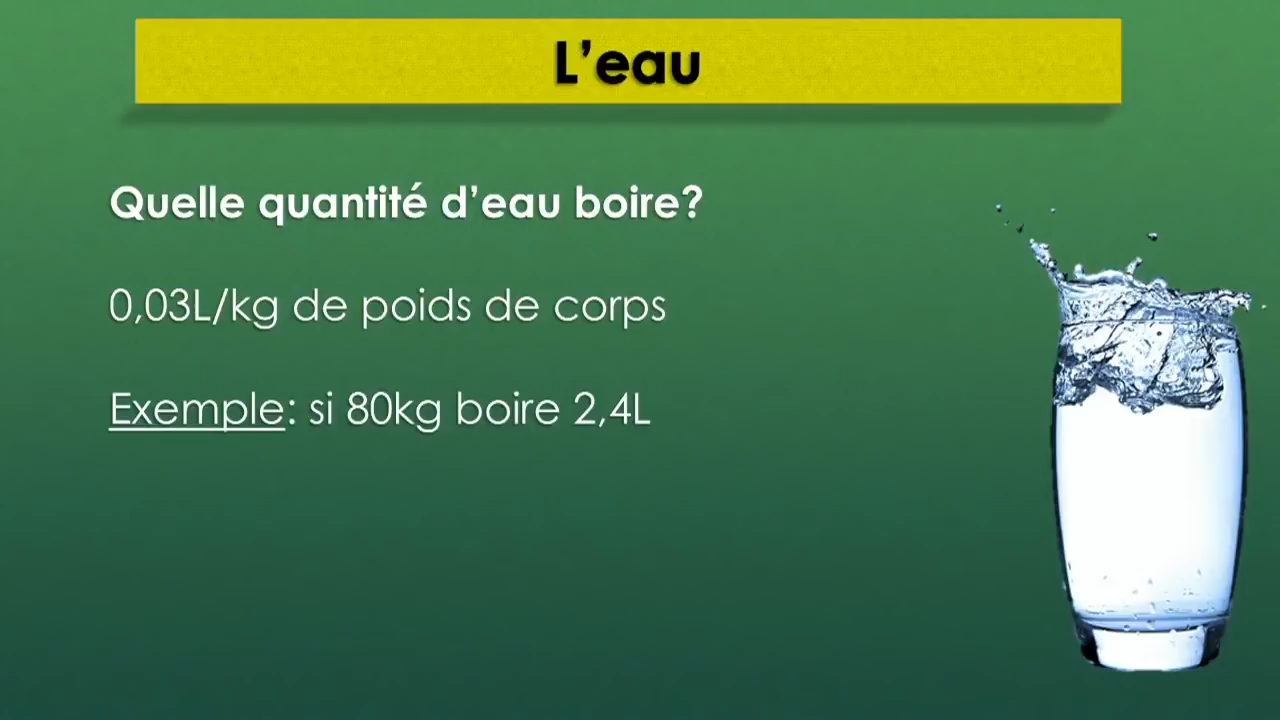 L’eau
Quelle quantité d’eau boire?
0,03L/kg de poids de corps
Exemple: si 80kg boire 2,4L